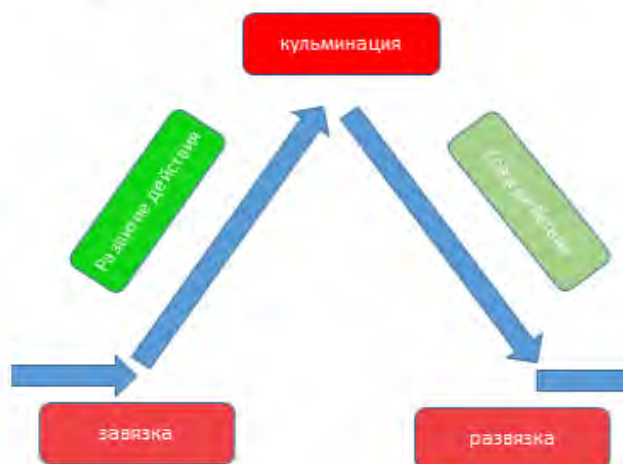 кульминация
Развитие действия
завязка
развязка